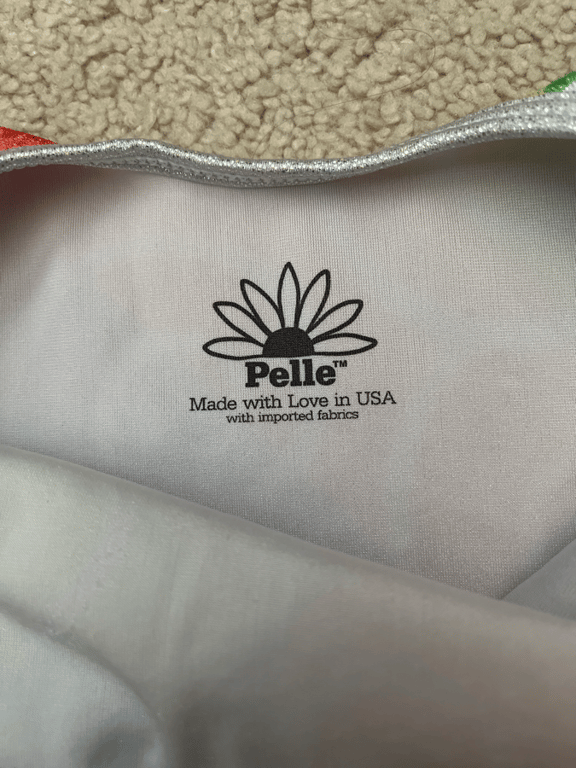 Pelle™
Made with Love in USA
with imported fabrics